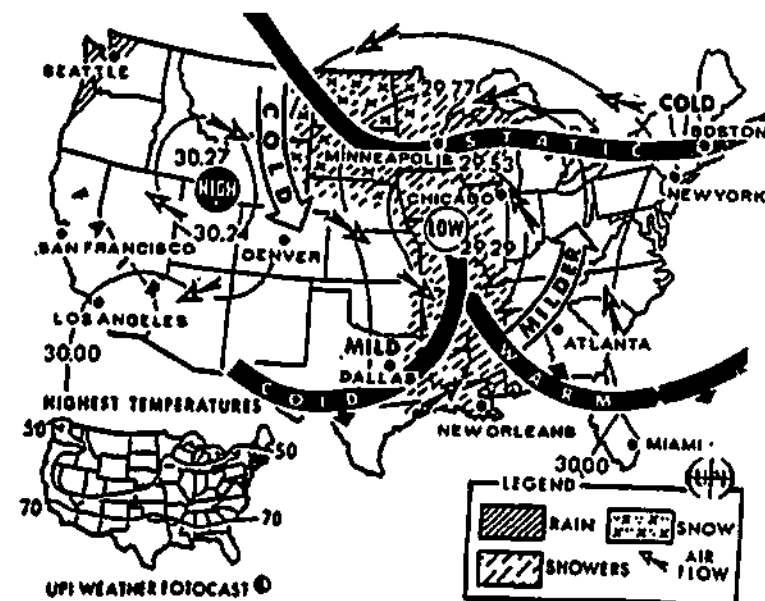 SEATTLE
COLD
29.77
COLD
BOSTON
STATIC
MINNEAPOLIS
29.53
NEW YORK
30.27
HIGH
CHICAGO
LOW
30.24
29.29
SAN FRANCISCO
DENVER
MILDER
LOS ANGELES
ATLANTA
30.00
MILD
DALLAS
COLD
WARM
HIGHEST TEMPERATURES
NEW ORLEANS
MIAMI
30.00
50
50
70
70
LEGEND
RAIN
SNOW
SHOWERS
AIR FLOW
UPI WEATHER FOTOCAST ©